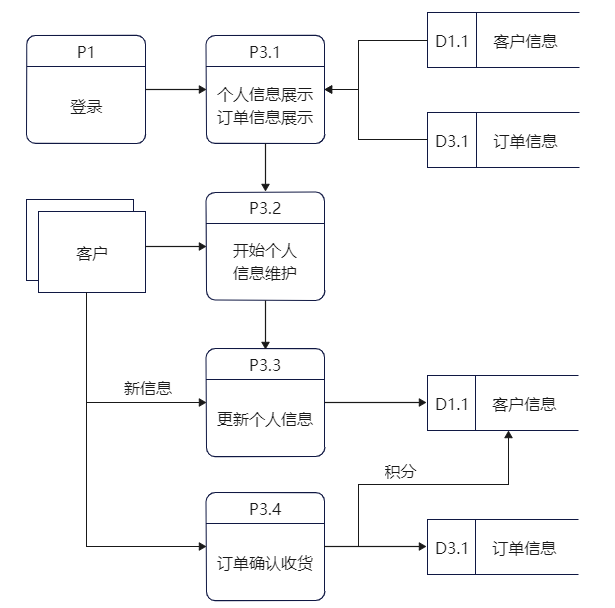 P1
登录
P3.1
个人信息展示
订单信息展示
D1.1
客户信息
D3.1
订单信息
客户
P3.2
开始个人
信息维护
新信息
P3.3
更新个人信息
D1.1
客户信息
积分
P3.4
订单确认收货
D3.1
订单信息